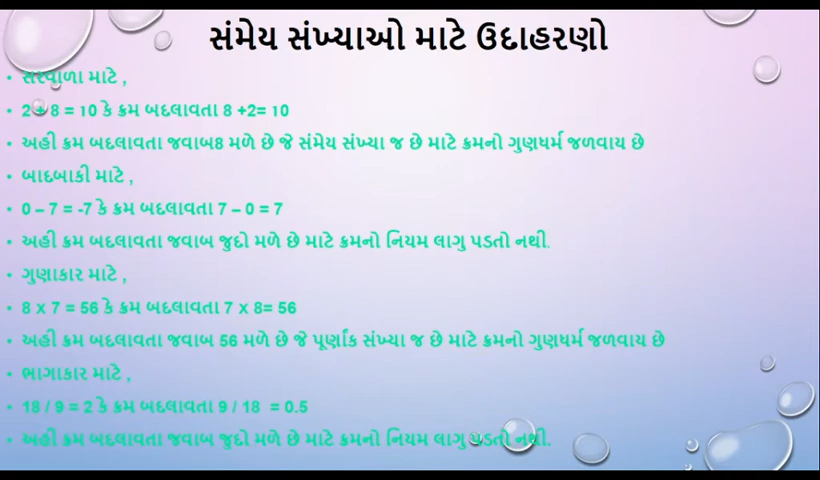 સંમેય સંખ્યાઓ માટે ઉદાહરણો
• સરવાળા માટે ,
• 2 + 8 = 10 કે ક્રમ બદલાવતા 8 +2= 10
• અહી ક્રમ બદલાવતા જવાબ8 મળે છે જે સંમેય સંખ્યા જ છે માટે ક્રમનો ગુણધર્મ જળવાય છે
• બાદબાકી માટે ,
• 0 – 7 = -7 કે ક્રમ બદલાવતા 7 – 0 = 7
• અહી ક્રમ બદલાવતા જવાબ જુદો મળે છે માટે ક્રમનો નિયમ લાગુ પડતો નથી.
• ગુણાકાર માટે ,
• 8 x 7 = 56 કે ક્રમ બદલાવતા 7 x 8= 56
• અહી ક્રમ બદલાવતા જવાબ 56 મળે છે જે પૂર્ણાંક સંખ્યા જ છે માટે ક્રમનો ગુણધર્મ જળવાય છે
• ભાગાકાર માટે ,
• 18 / 9 = 2 કે ક્રમ બદલાવતા 9 / 18 = 0.5
• અહી ક્રમ બદલાવતા જવાબ જુદો મળે છે માટે ક્રમનો નિયમ લાગુ પડતો નથી.